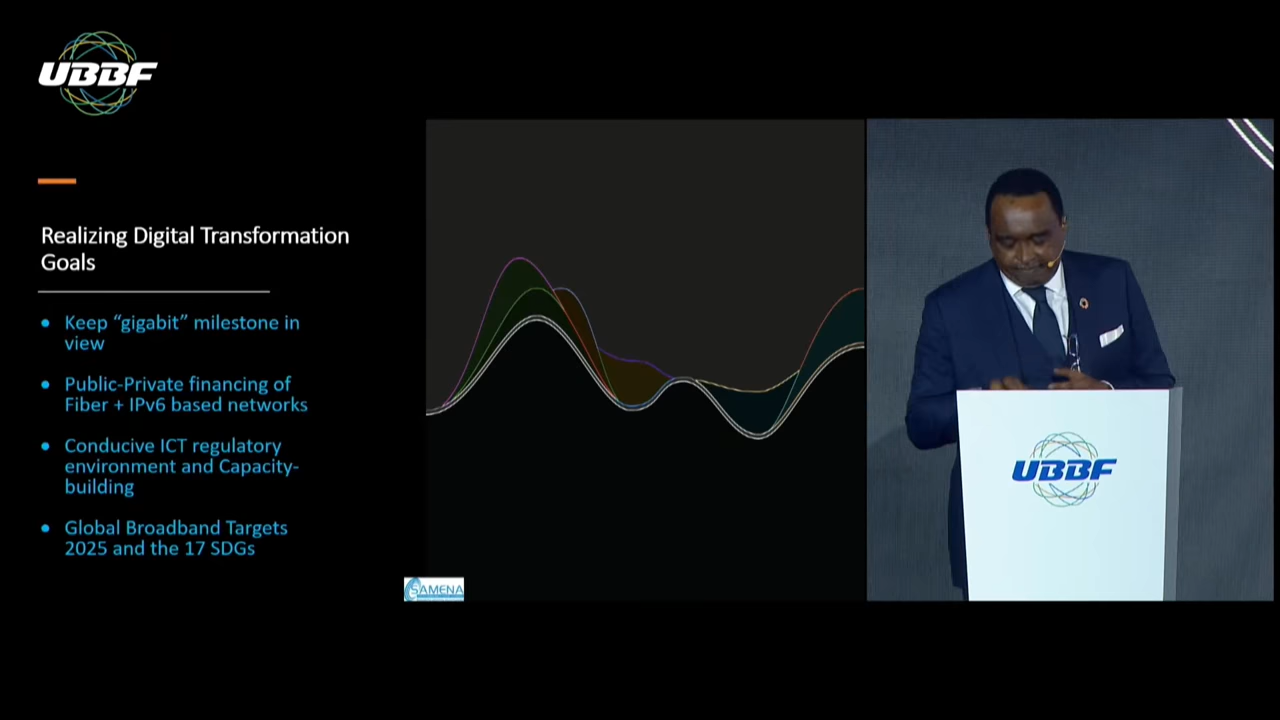 UBBF
Realizing Digital Transformation
Goals
• Keep “gigabit” milestone in
view
• Public-Private financing of
Fiber + IPv6 based networks
• Conducive ICT regulatory
environment and Capacity-
building
• Global Broadband Targets
2025 and the 17 SDGs
SAMENA
UBBF